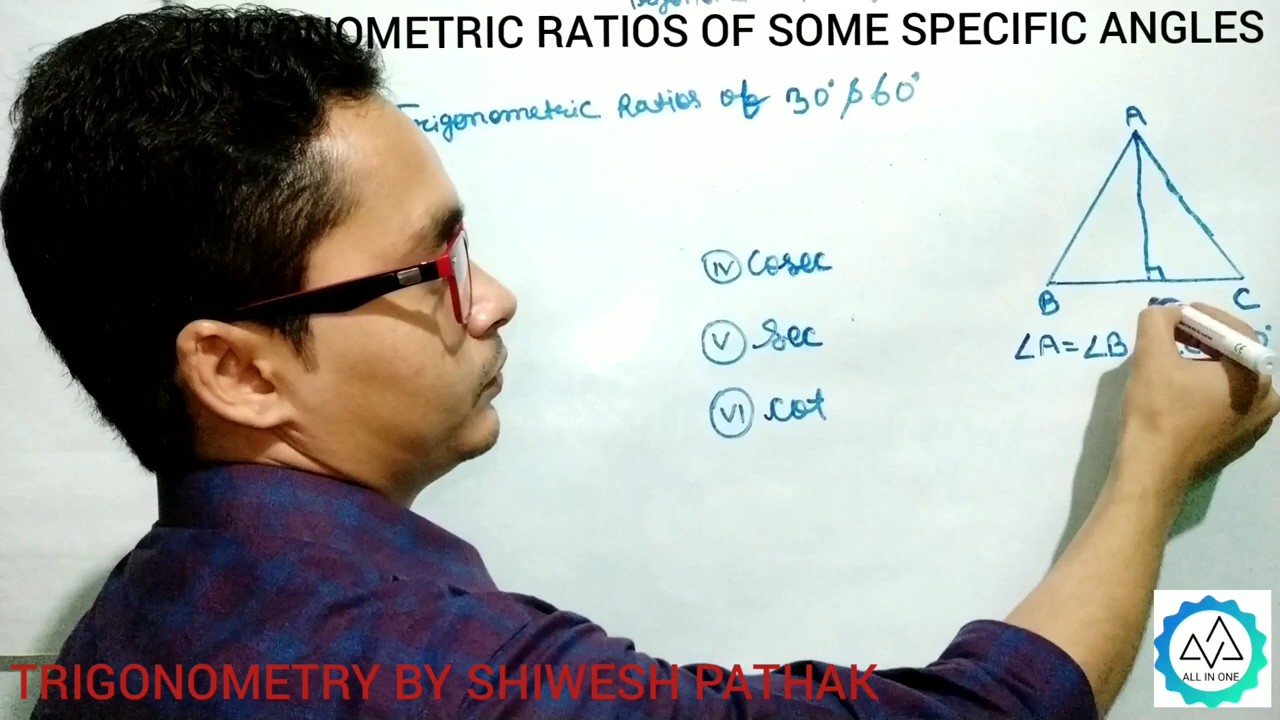 TRIGONOMETRIC RATIOS OF SOME SPECIFIC ANGLES
Trigonometric Ratios of 30° & 60°
A
IV cosec
B
C
V sec
∠A=∠B
VI cot
TRIGONOMETRY BY SHIWESH PATHAK
ALL IN ONE